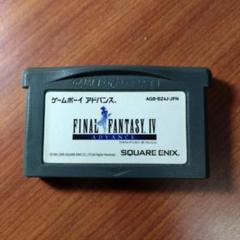 GAME BOY ADVANCE
ゲームボーイ アドバンス®
AGB-BZ4J-JPN
FINAL FANTASY. IV
ADVANCE
SQUARE ENIX®